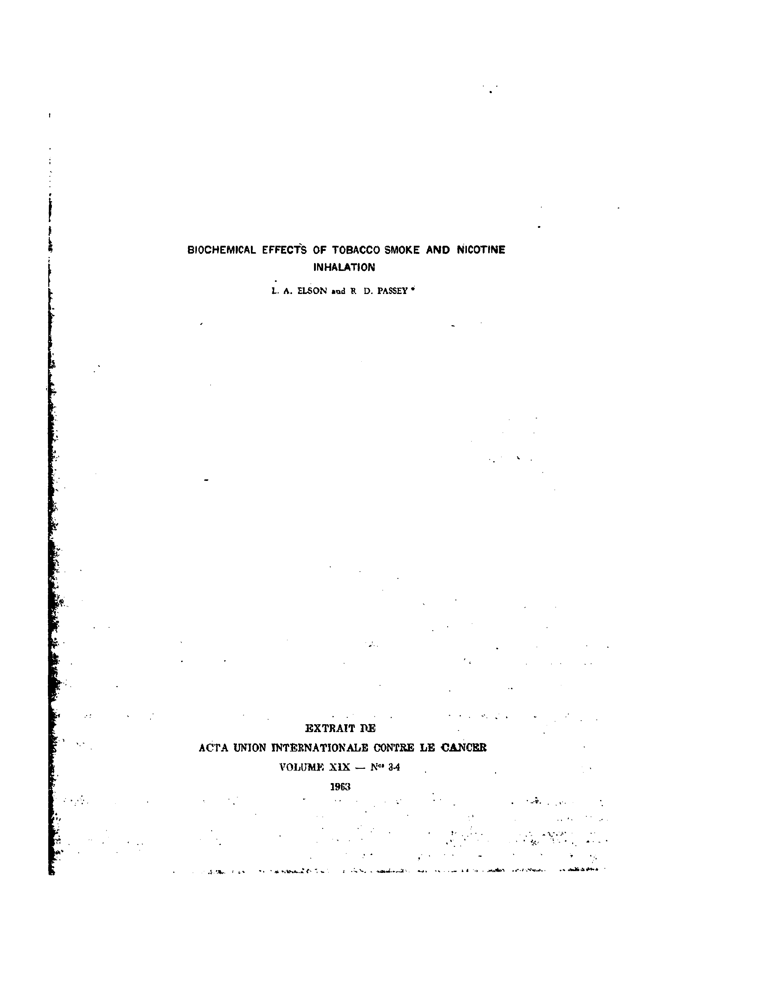 BIOCHEMICAL EFFECTS OF TOBACCO SMOKE AND NICOTINE
INHALATION
L. A. ELSON and R. D. PASSEY *
EXTRAIT DE
ACTA UNION INTERNATIONALE CONTRE LE CANCER
VOLUME XIX — Nos 3-4
1963